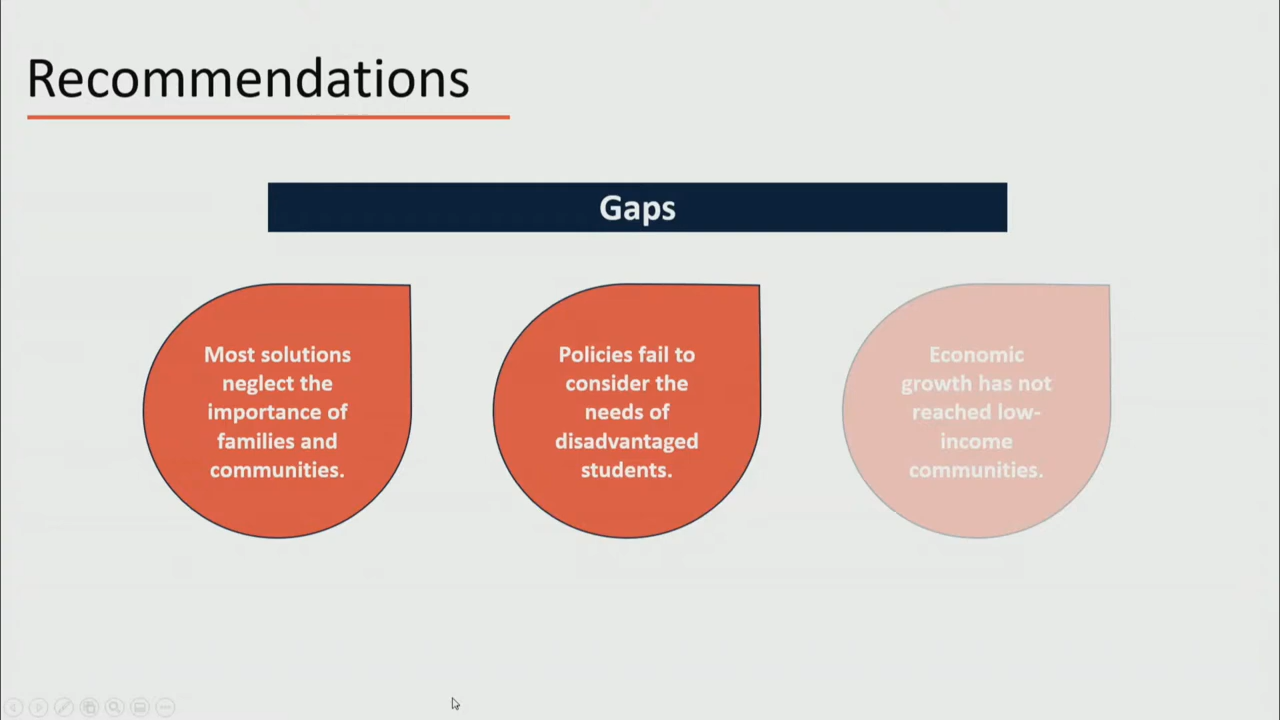 Recommendations
Gaps
Most solutions
neglect the
importance of
families and
communities.
Policies fail to
consider the
needs of
disadvantaged
students.
Economic
growth has not
reached low-
income
communities.